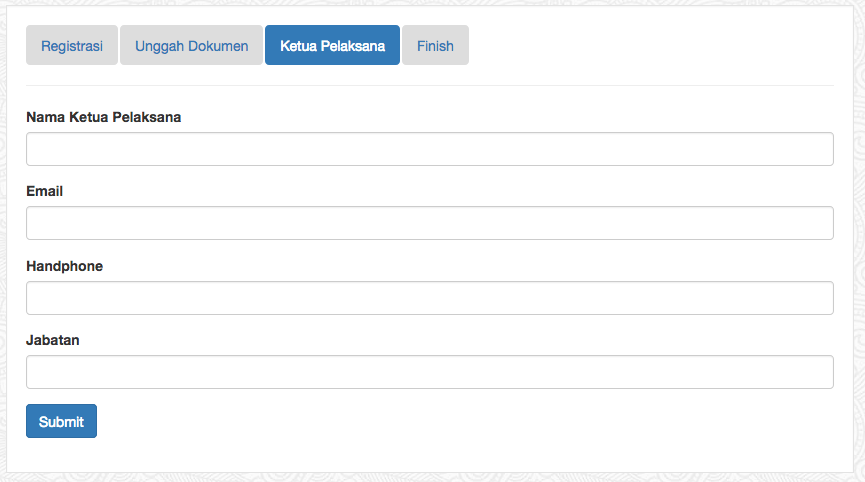 Registrasi Unggah Dokumen Ketua Pelaksana Finish
Nama Ketua Pelaksana
Email
Handphone
Jabatan
Submit